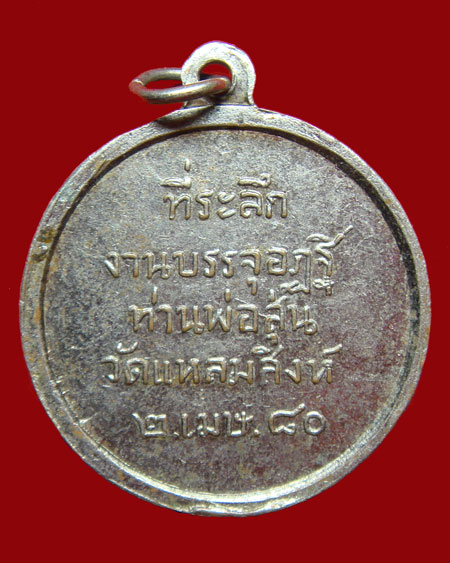 ที่ระลึก
งานบรรจุอฏฐิ
ท่านพ่อสุ่น
วัดแหลมสิงห์
๒ เมษ. ๘๐